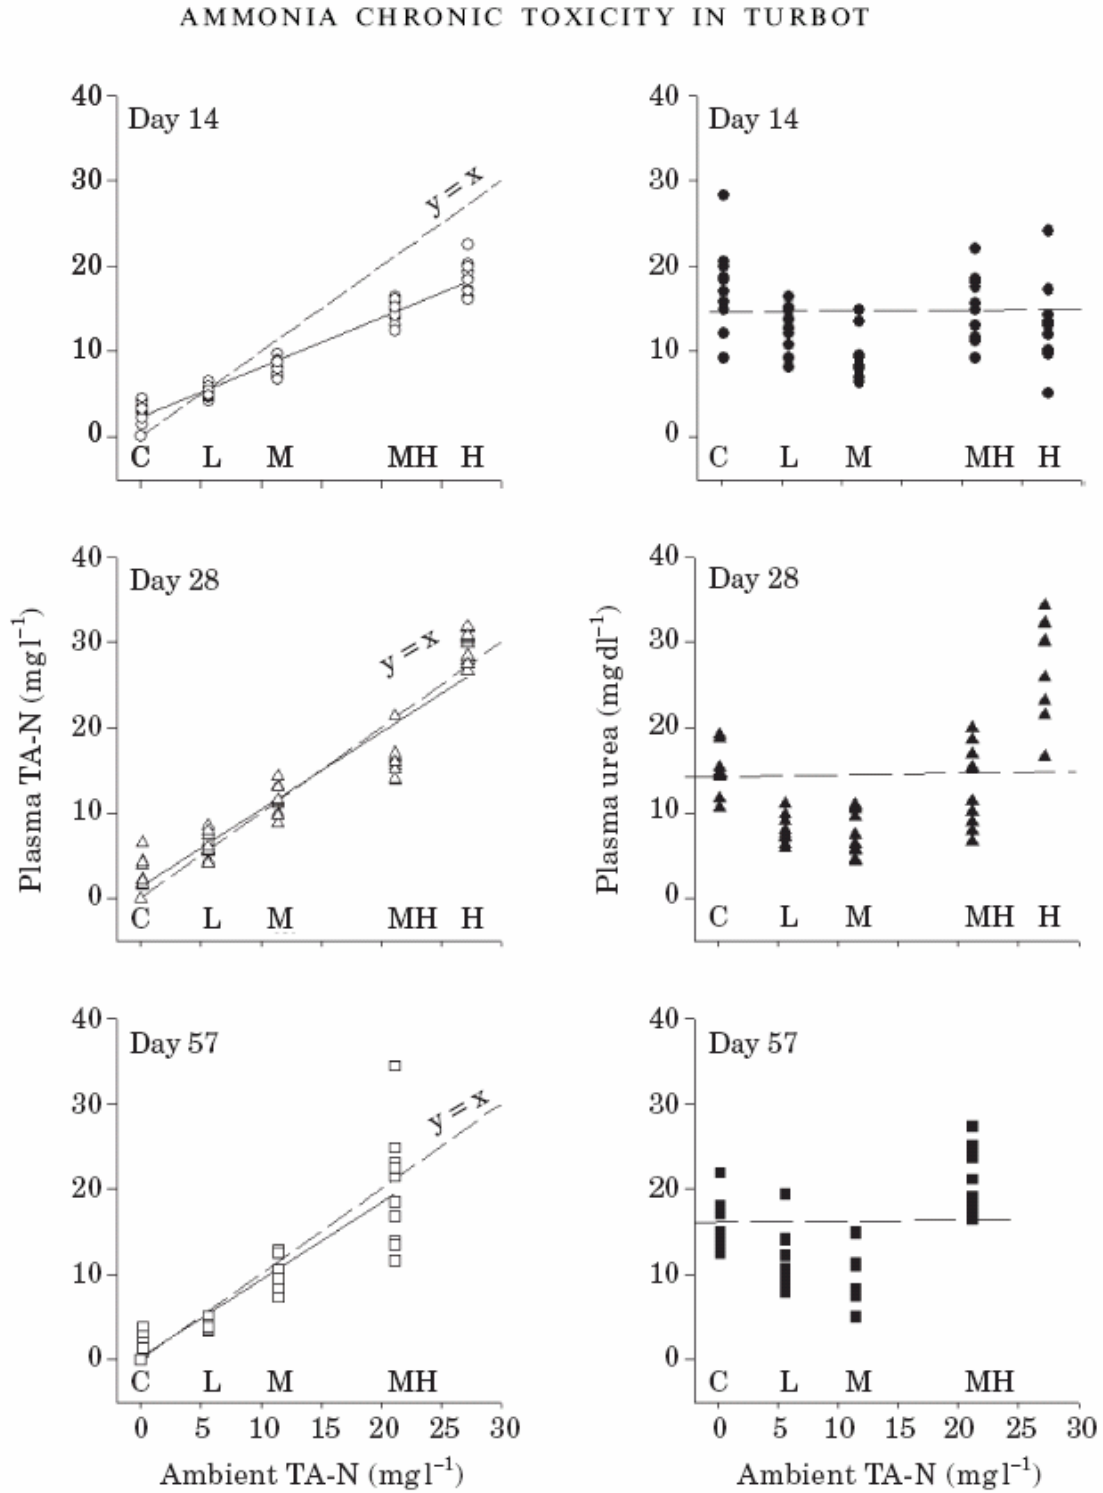 AMMONIA CHRONIC TOXICITY IN TURBOT
40
Day 14
30
y = x
20
10
0
C L M MH H
40
Day 14
30
20
10
0
C L M MH H
Plasma TA-N (mg l⁻¹)
40
Day 28
30
y = x
20
10
0
C L M MH H
Plasma urea (mg dl⁻¹)
40
Day 28
30
20
10
0
C L M MH H
40
Day 57
30
y = x
20
10
0
C L M MH
0 5 10 15 20 25 30
Ambient TA-N (mg l⁻¹)
40
Day 57
30
20
10
0
C L M MH
0 5 10 15 20 25 30
Ambient TA-N (mg l⁻¹)